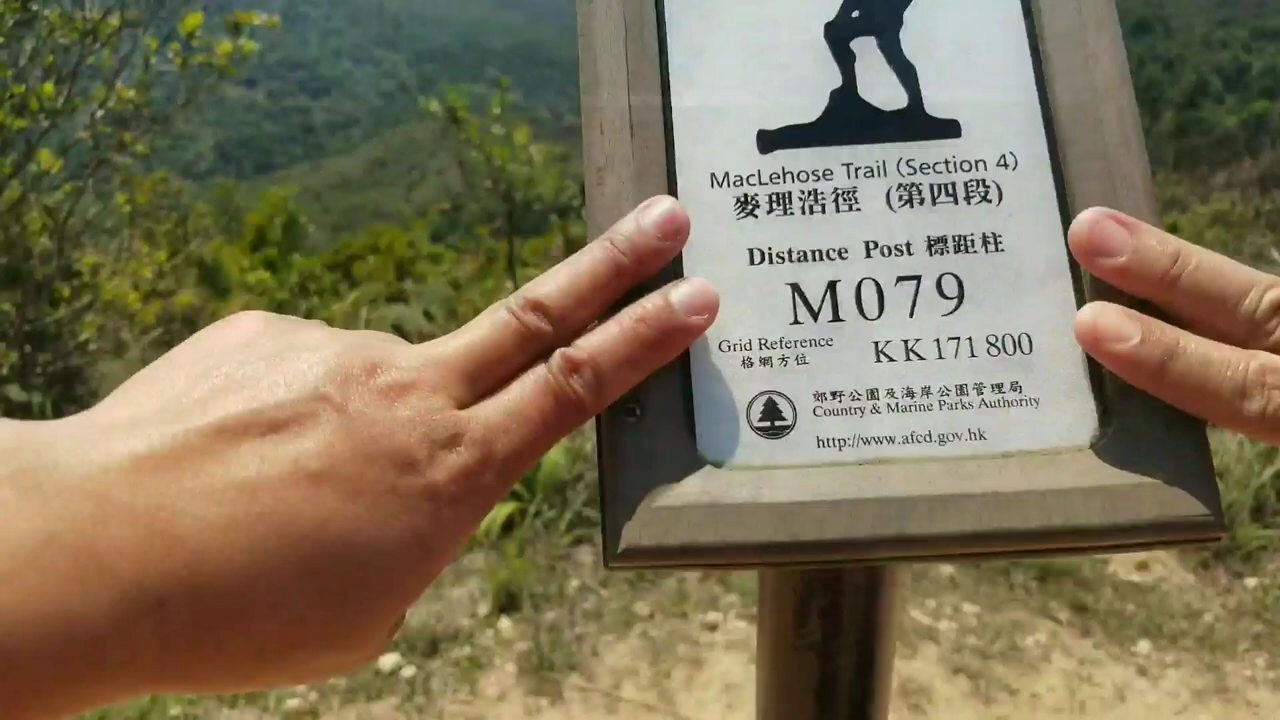 MacLehose Trail (Section 4)
麥理浩徑 (第四段)
Distance Post 標距柱
M079
Grid Reference
格網方位
KK 171 800
郊野公園及海岸公園管理局
Country & Marine Parks Authority
http://www.afcd.gov.hk